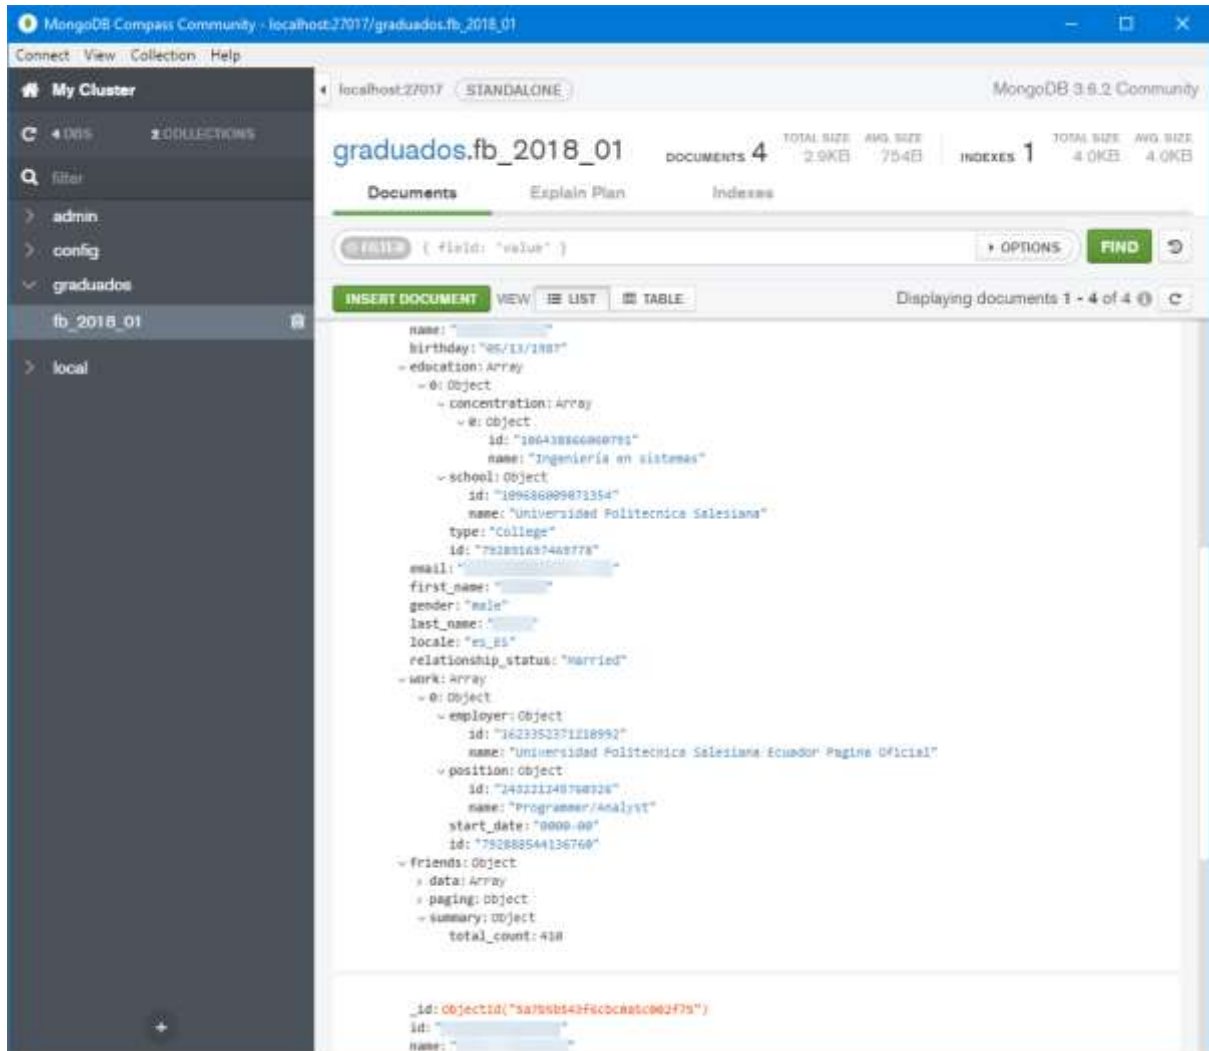 MongoDB Compass Community - localhost:27017/graduados.fb_2018_01
Connect View Collection Help
My Cluster
localhost:27017 STANDALONE MongoDB 3.6.2 Community
4 DBS 2 COLLECTIONS
graduados.fb_2018_01 DOCUMENTS 4 TOTAL SIZE 2.9KB AVG. SIZE 754B INDEXES 1 TOTAL SIZE 4.0KB AVG. SIZE 4.0KB
filter
Documents Explain Plan Indexes
admin
config
FILTER { field: "value" } OPTIONS FIND
graduados
INSERT DOCUMENT VIEW LIST TABLE Displaying documents 1 - 4 of 4
fb_2018_01
local
name: "
birthday: "05/13/1987"
education: Array
0: Object
concentration: Array
0: Object
id:
name: "Ingeniería en sistemas"
school: Object
id:
name: "Universidad Politecnica Salesiana"
type: "College"
id:
email: " "
first_name: " "
gender: "male"
last_name: " "
locale: "es_ES"
relationship_status: "Married"
work: Array
0: Object
employer: Object
id:
name: "Universidad Politecnica Salesiana Ecuador Pagina Oficial"
position: Object
id:
name: "Programmer/Analyst"
start_date: "0000-00"
id: "792888544136760"
friends: Object
data: Array
paging: Object
summary: Object
total_count: 410
_id: ObjectId(
id: "
name: "